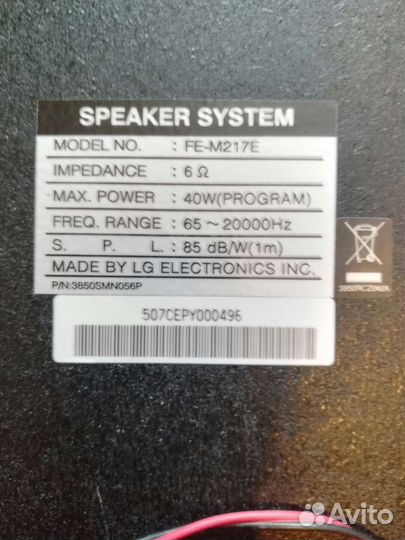 SPEAKER SYSTEM
MODEL NO. : FE-M217E
IMPEDANCE : 6 Ω
MAX. POWER : 40W(PROGRAM)
FREQ. RANGE : 65 ~ 20000Hz
S. P. L. : 85 dB/W(1m)
MADE BY LG ELECTRONICS INC.
P/N:3850SMN056P
507CEPY000496
Avito